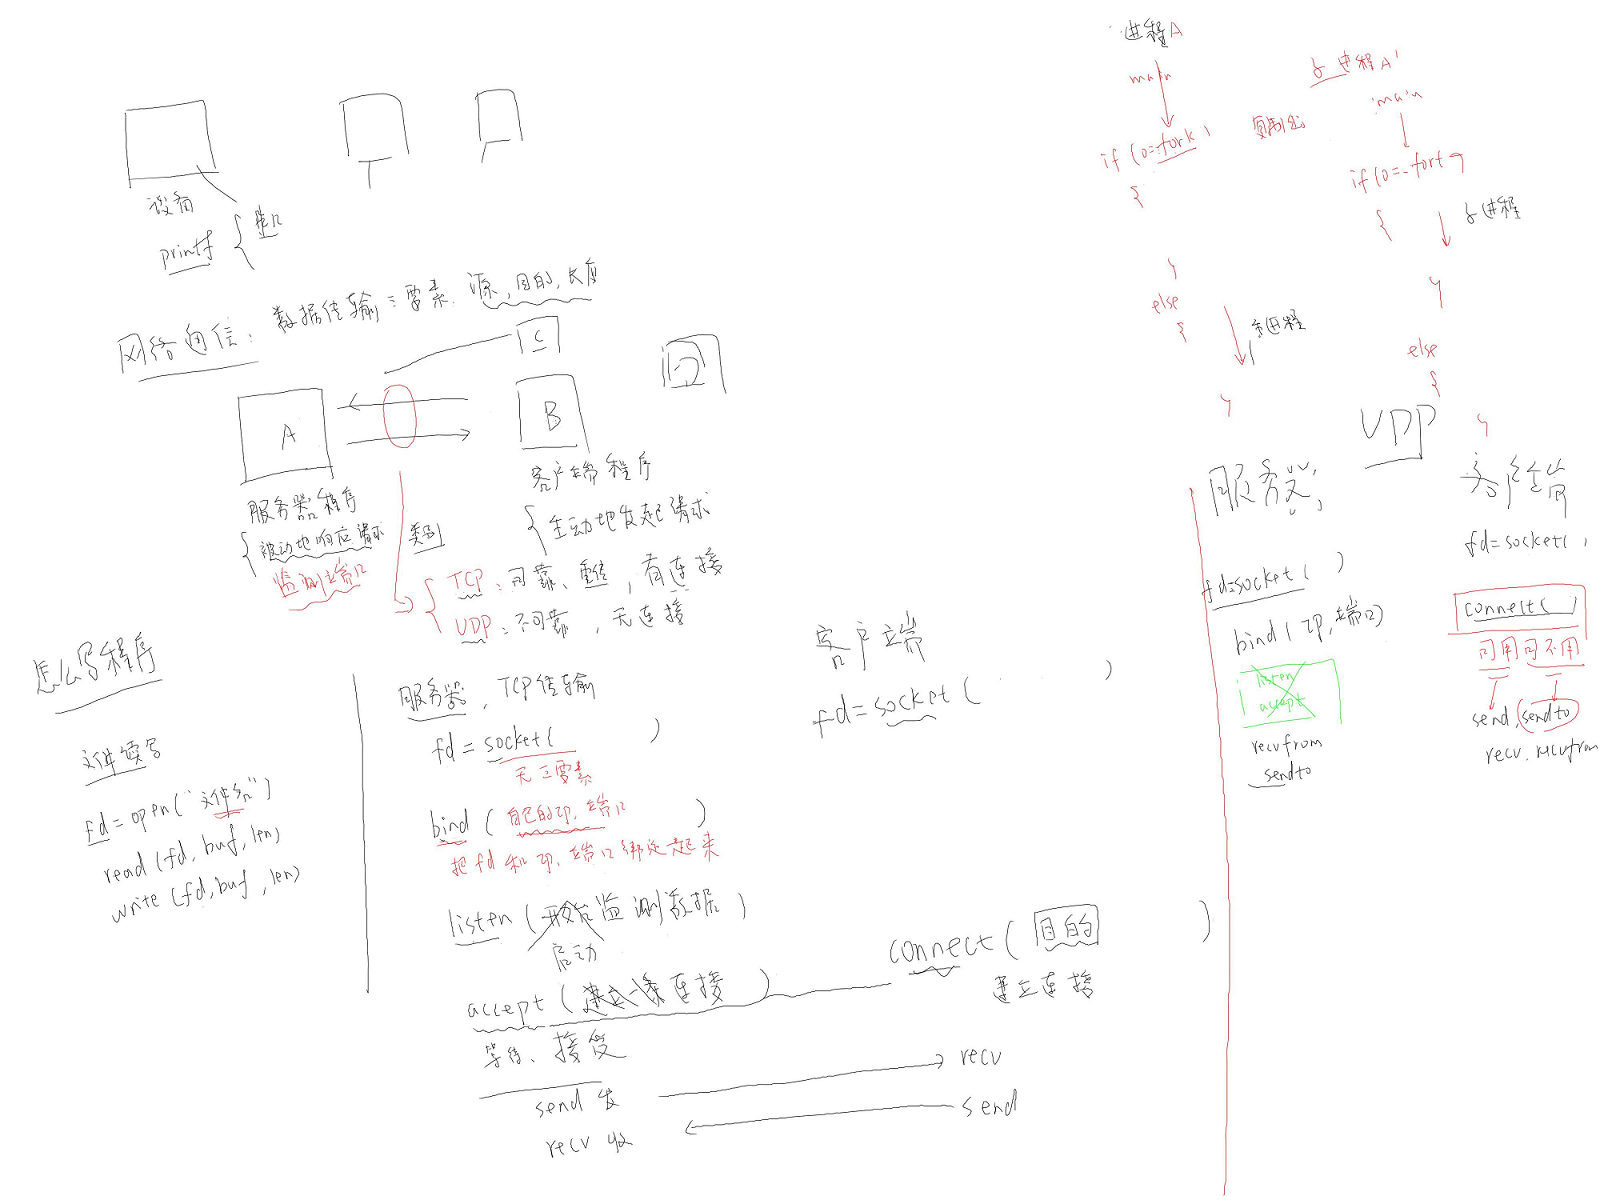 设备
printf
串口
网络通信: 数据传输三要素: 源, 目的, 长度
C
A
B
服务器程序
被动地响应请求
监测端口
客户端程序
主动地发起请求
类别
TCP: 可靠、重传, 有连接
UDP: 不可靠, 无连接
怎么写程序
文件读写
fd=open("文件名")
read(fd, buf, len)
write(fd, buf, len)
服务器, TCP传输
fd=socket( )
无三要素
bind(自己的IP, 端口 )
把fd和IP, 端口绑定起来
listen(开始监测数据)
启动
accept(建立一条连接 )
等待、接受
send 发
recv 收
客户端
fd=socket( )
connect(目的 )
建立连接
recv
send
进程A
main
if(0==fork)
{
}
else
{
父进程
}
复制出
子进程A'
main
if(0==fork)
{
子进程
}
else
{
}
UDP
服务器
fd=socket( )
bind(IP, 端口)
listen
accept
recvfrom
sendto
客户端
fd=socket(
connect( )
可用可不用
send, sendto
recv, recvfrom